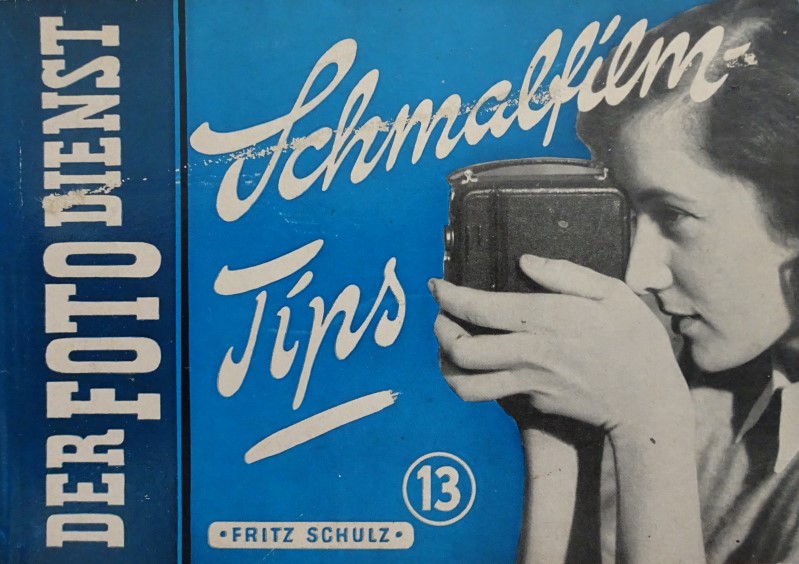 DER FOTO DIENST
Schmalfilm-
Tips
13
• FRITZ SCHULZ •